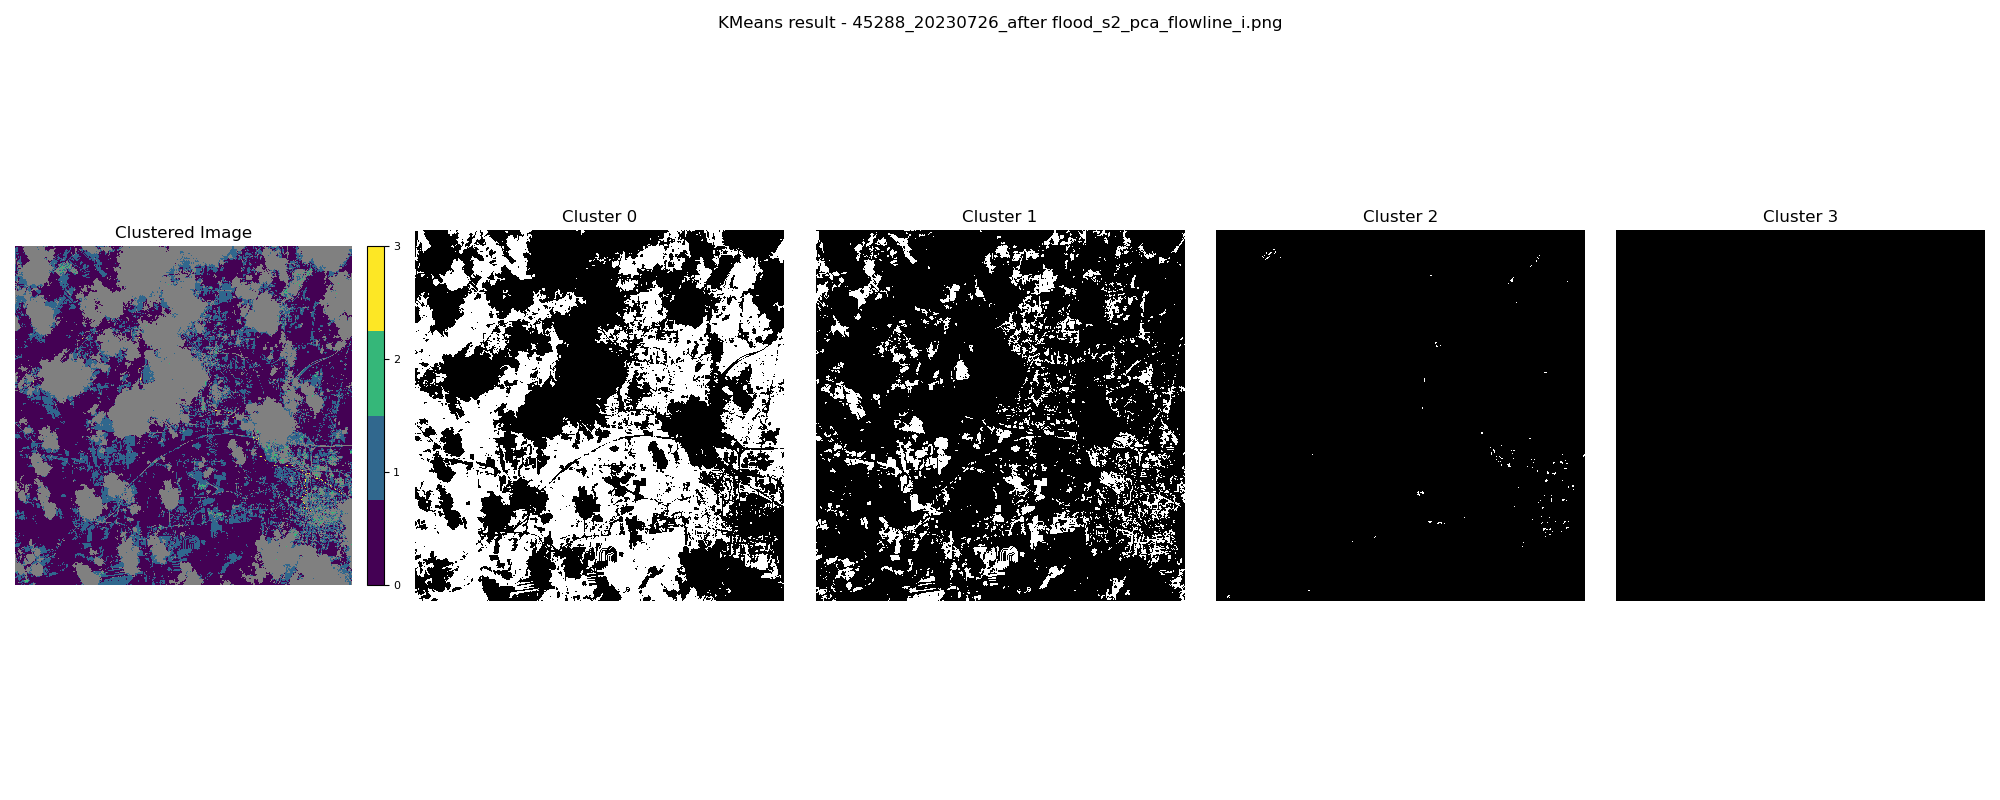 KMeans result - 45288_20230726_after flood_s2_pca_flowline_i.png
Clustered Image
Cluster 0
Cluster 1
Cluster 2
Cluster 3
3
2
1
0